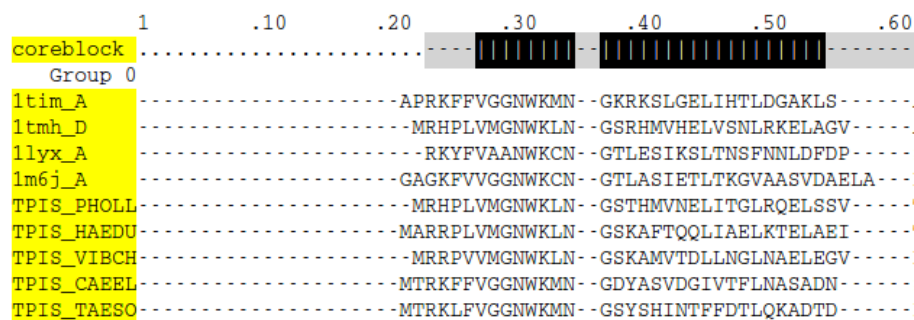 1 .10 .20 .30 .40 .50 .60
coreblock .......................----||||||||--||||||||||||||||||-------
Group 0
1tim_A---------------------APRKFFVGGNWKMN--GKRKSLGELIHTLDGAKLS------
1tmh_D----------------------MRHPLVMGNWKLN--GSRHMVHELVSNLRKELAGV-----
1lyx_A-----------------------RKYFVAANWKCN--GTLESIKSLTNSFNNLDFDP-----
1m6j_A---------------------GAGKFVVGGNWKCN--GTLASIETLTKGVAASVDAELA---
TPIS_PHOLL----------------------MRHPLVMGNWKLN--GSTHMVNELITGLRQELSSV-----
TPIS_HAEDU---------------------MARRPLVMGNWKLN--GSKAFTQQLIAELKTELAEI-----
TPIS_VIBCH----------------------MRRPVVMGNWKLN--GSKAMVTDLLNGLNAELEGV-----
TPIS_CAEEL---------------------MTRKFFVGGNWKMN--GDYASVDGIVTFLNASADN------
TPIS_TAESO---------------------MTRKLFVGGNWKMN--GSYSHINTFFDTLQKADTD------